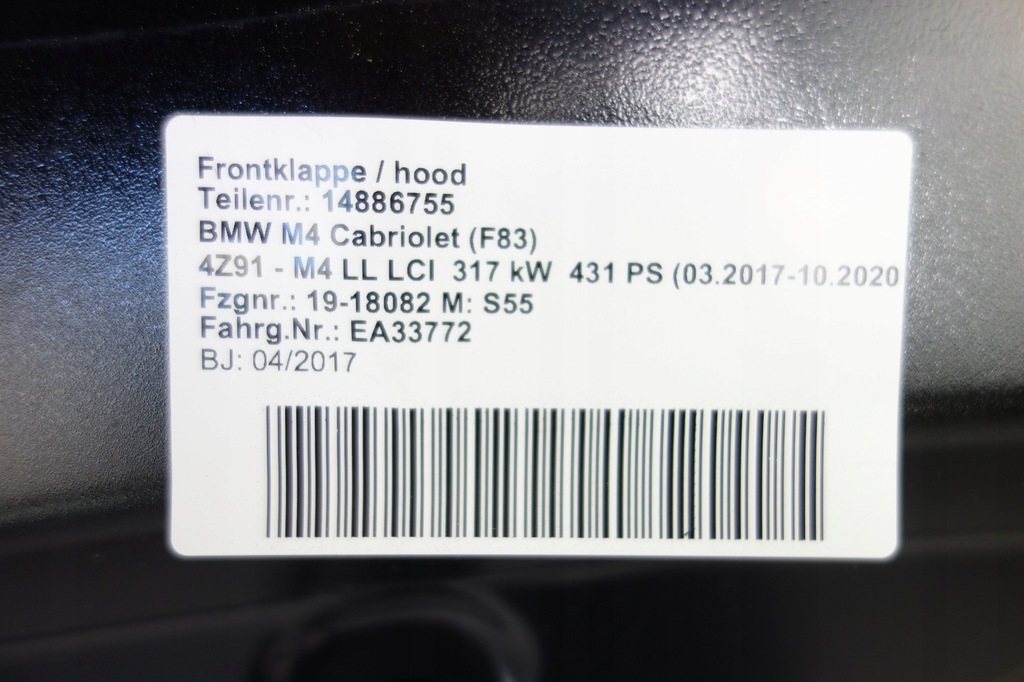 Frontklappe / hood
Teilenr.: 14886755
BMW M4 Cabriolet (F83)
4Z91 - M4 LL LCI  317 kW  431 PS (03.2017-10.2020
Fzgnr.: 19-18082 M: S55
Fahrg.Nr.: EA33772
BJ: 04/2017